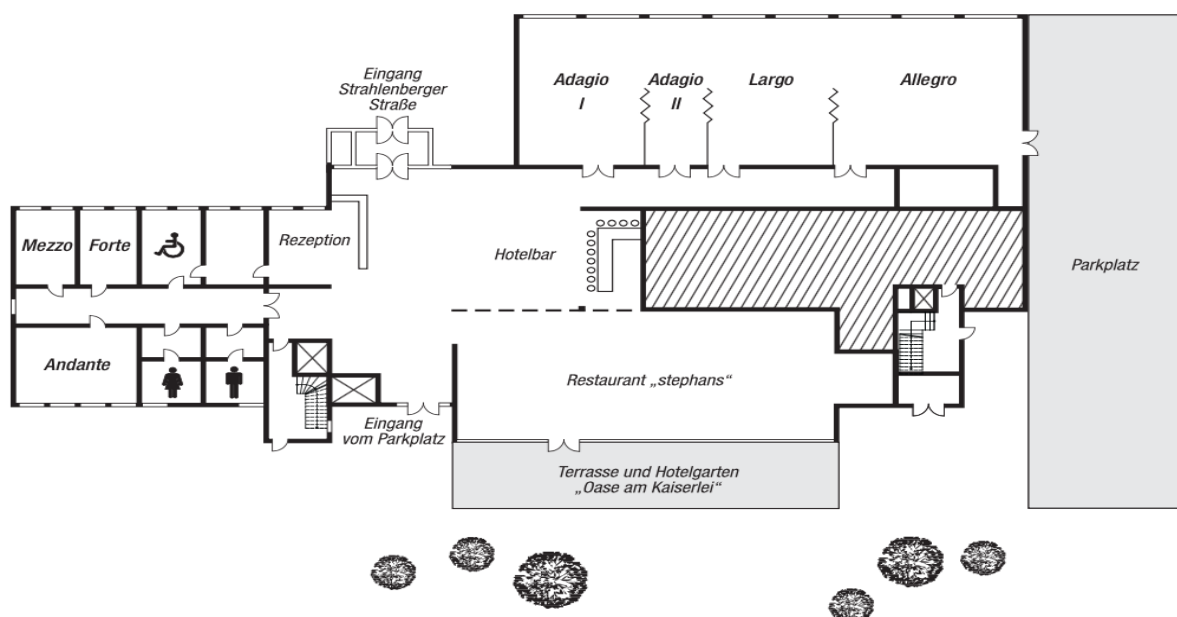 Eingang
Strahlenberger
Straße
Adagio
I
Adagio
II
Largo
Allegro
Mezzo
Forte
Rezeption
Hotelbar
Parkplatz
Andante
Restaurant „stephans“
Eingang
vom Parkplatz
Terrasse und Hotelgarten
„Oase am Kaiserlei“